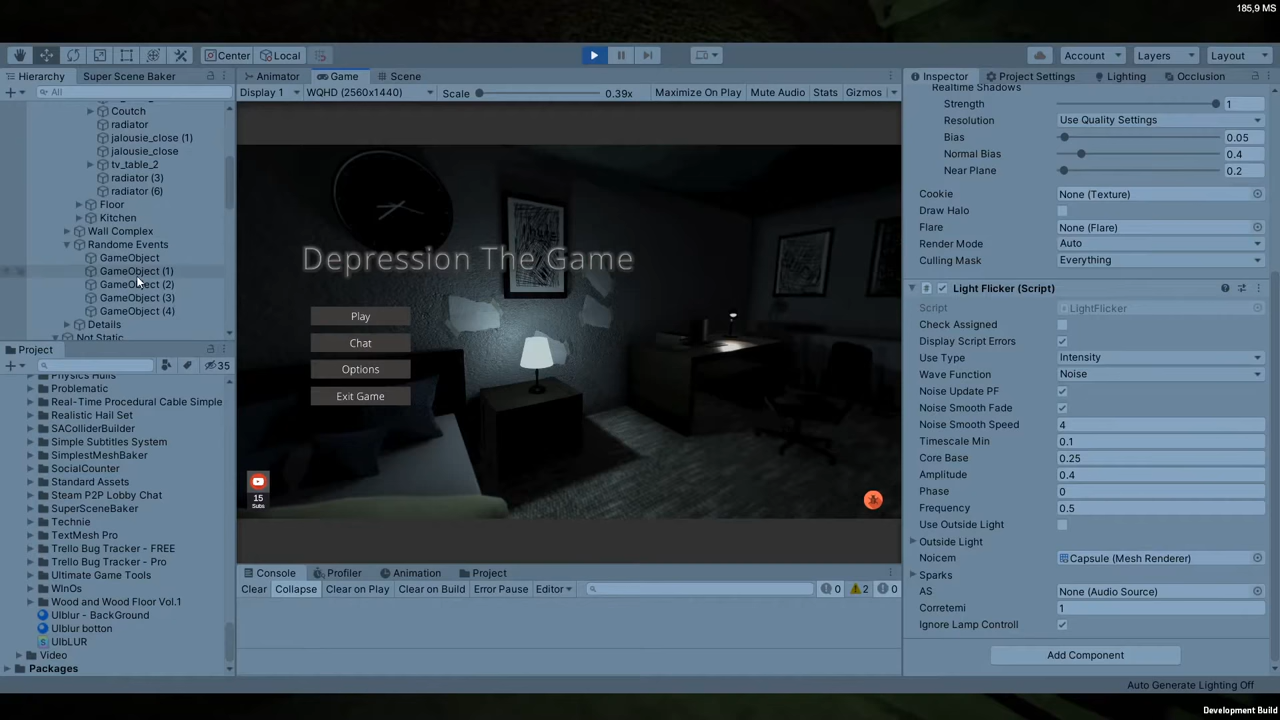 185,9 MS
Center
Local
Account
Layers
Layout
Hierarchy
Super Scene Baker
Animator
Game
Scene
Inspector
Project Settings
Lighting
Occlusion
All
Display 1
WQHD (2560x1440)
Scale
0.39x
Maximize On Play
Mute Audio
Stats
Gizmos
Realtime Shadows
Strength
1
Resolution
Use Quality Settings
Bias
0.05
Normal Bias
0.4
Near Plane
0.2
Cookie
None (Texture)
Draw Halo
Flare
None (Flare)
Render Mode
Auto
Culling Mask
Everything
Light Flicker (Script)
Script
LightFlicker
Check Assigned
Display Script Errors
Use Type
Intensity
Wave Function
Noise
Noise Update PF
Noise Smooth Fade
Noise Smooth Speed
4
Timescale Min
0.1
Core Base
0.25
Amplitude
0.4
Phase
0
Frequency
0.5
Use Outside Light
Outside Light
Noicem
Capsule (Mesh Renderer)
Sparks
AS
None (Audio Source)
Corretemi
1
Ignore Lamp Controll
Add Component
Coutch
radiator
jalousie_close (1)
jalousie_close
tv_table_2
radiator (3)
radiator (6)
Floor
Kitchen
Wall Complex
Randome Events
GameObject
GameObject (1)
GameObject (2)
GameObject (3)
GameObject (4)
Details
Not Static
Depression The Game
Play
Chat
Options
Exit Game
15
Subs
Project
35
Physics Hulls
Problematic
Real-Time Procedural Cable Simple
Realistic Hail Set
SAColliderBuilder
Simple Subtitles System
SimplestMeshBaker
SocialCounter
Standard Assets
Steam P2P Lobby Chat
SuperSceneBaker
Technie
TextMesh Pro
Trello Bug Tracker - FREE
Trello Bug Tracker - Pro
Ultimate Game Tools
WInOs
Wood and Wood Floor Vol.1
UIblur - BackGround
UIblur botton
UIbLUR
Video
Packages
Console
Profiler
Animation
Project
Clear
Collapse
Clear on Play
Clear on Build
Error Pause
Editor
0
2
0
Auto Generate Lighting Off
Development Build